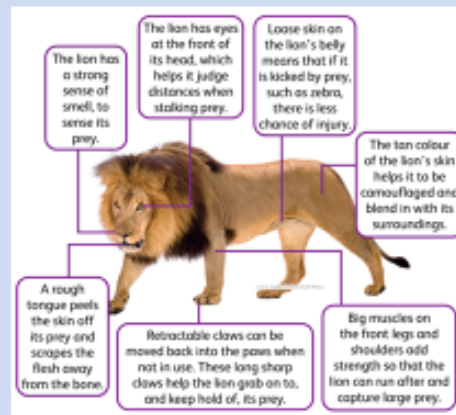 The lion has
a strong
sense of
smell, to
sense its
prey.
The lion has eyes
at the front of
its head, which
helps it judge
distances when
stalking prey.
Loose skin on
the lion's belly
means that if it
is kicked by prey,
such as zebra,
there is less
chance of injury.
The tan colour
of the lion's skin
helps it to be
camouflaged and
blend in with its
surroundings.
A rough
tongue peels
the skin off
its prey and
scrapes the
flesh away
from the bone.
Retractable claws can be
moved back into the paws when
not in use. These long sharp
claws help the lion grab on to,
and keep hold of, its prey.
Big muscles on
the front legs and
shoulders add
strength so that the
lion can run after and
capture large prey.